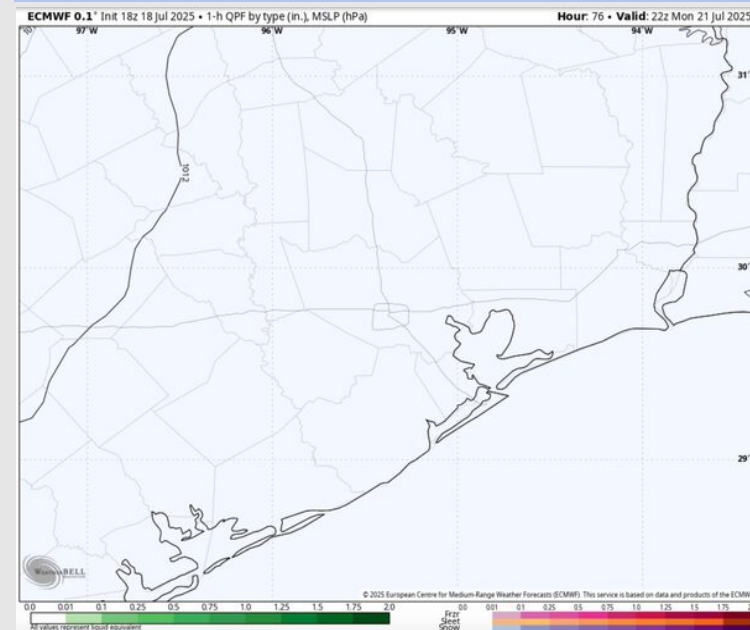 ECMWF 0.1° Init 18z 18 Jul 2025 • 1-h QPF by type (in.), MSLP (hPa) Hour: 76 • Valid: 22z Mon 21 Jul 2025
97°W 96°W 95°W 94°W
31°
1012
30°
29°
WEATHERBELL
© 2025 European Centre for Medium-Range Weather Forecasts (ECMWF). This service is based on data and products of the ECMW
0.0 0.01 0.1 0.25 0.5 0.75 1.0 1.25 1.5 1.75 2.0
0.0 0.01 0.1 0.25 0.5 0.75 1.0 1.25 1.5 1.75
Frzr
Sleet
Snow
All values represent liquid equivalent